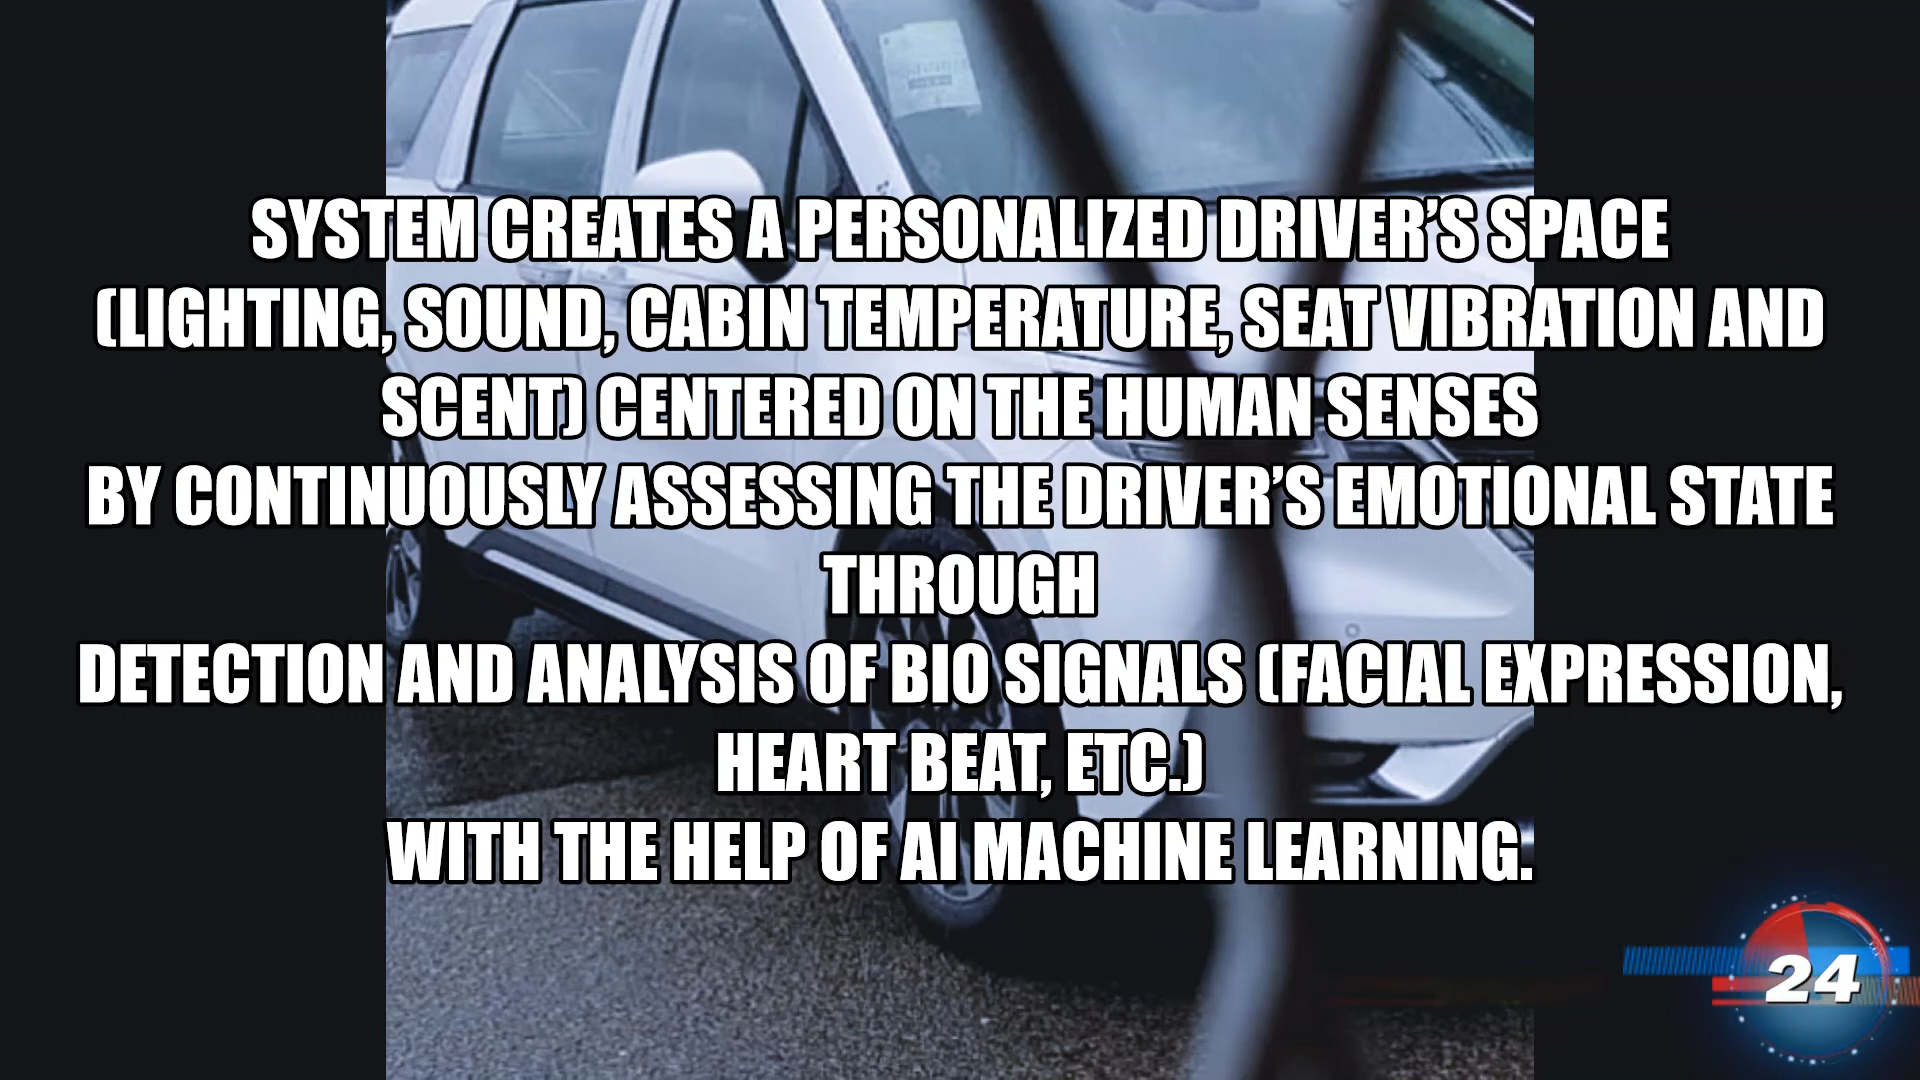 SYSTEM CREATES A PERSONALIZED DRIVER’S SPACE
(LIGHTING, SOUND, CABIN TEMPERATURE, SEAT VIBRATION AND
SCENT) CENTERED ON THE HUMAN SENSES
BY CONTINUOUSLY ASSESSING THE DRIVER’S EMOTIONAL STATE
THROUGH
DETECTION AND ANALYSIS OF BIO SIGNALS (FACIAL EXPRESSION,
HEART BEAT, ETC.)
WITH THE HELP OF AI MACHINE LEARNING.
24